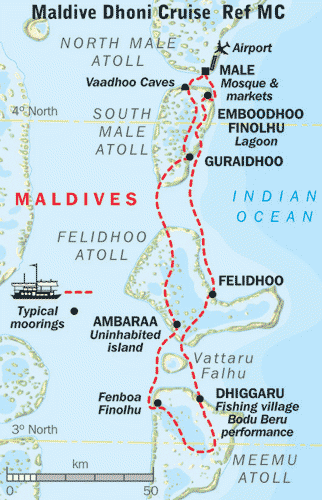 Maldive Dhoni Cruise Ref MC
NORTH MALE
ATOLL
Airport
MALE
Mosque &
markets
Vaadhoo Caves
4° North
EMBOODHOO
FINOLHU
Lagoon
SOUTH
MALE
ATOLL
GURAIDHOO
MALDIVES
INDIAN
OCEAN
FELIDHOO
ATOLL
FELIDHOO
Typical
moorings
AMBARAA
Uninhabited
island
Vattaru
Falhu
Fenboa
Finolhu
DHIGGARU
Fishing village
Bodu Beru
performance
3° North
MEEMU
ATOLL
km
0
50